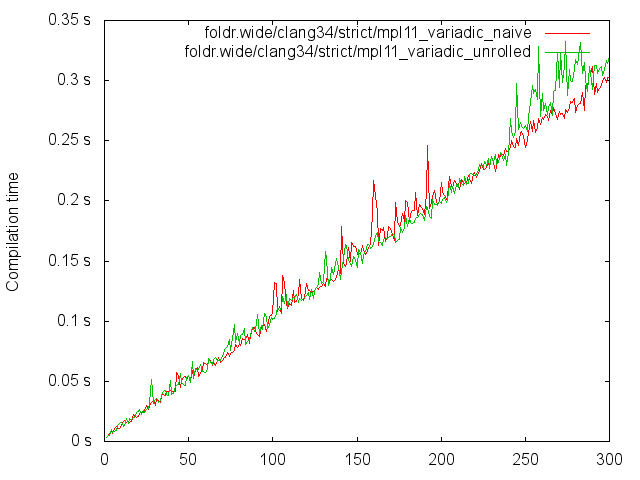 0.35 s
foldr.wide/clang34/strict/mpl11_variadic_naive
foldr.wide/clang34/strict/mpl11_variadic_unrolled
0.3 s
0.25 s
0.2 s
Compilation time
0.15 s
0.1 s
0.05 s
0 s
0 50 100 150 200 250 300